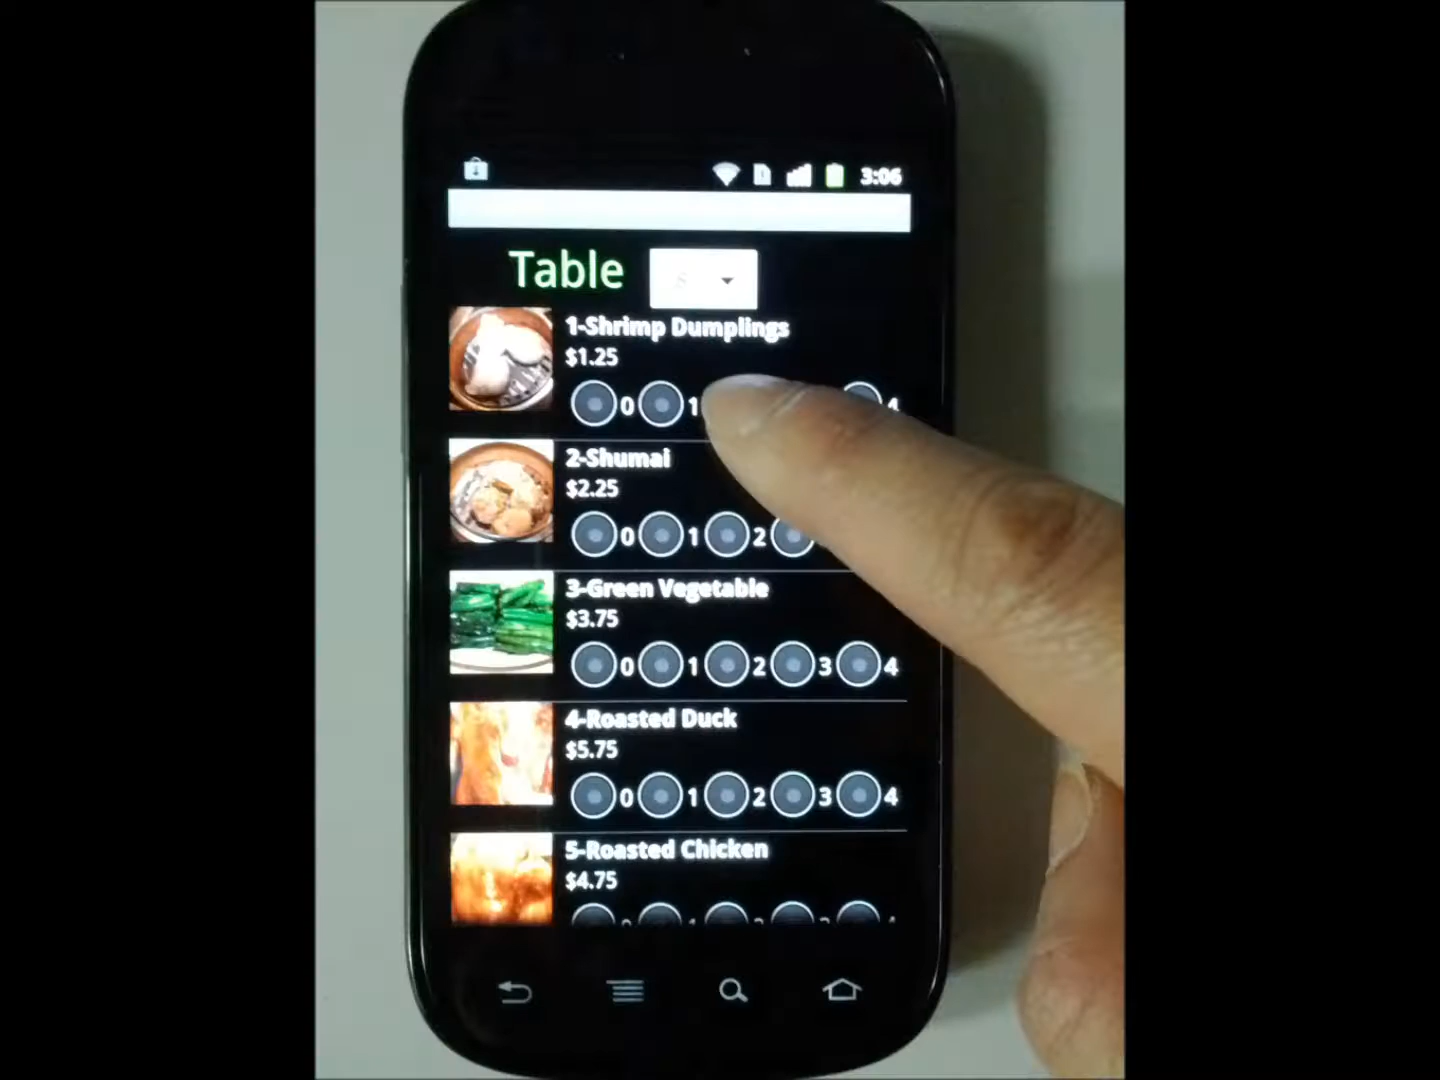 3:06
Table
1-Shrimp Dumplings
$1.25
0 1 4
2-Shumai
$2.25
0 1 2
3-Green Vegetable
$3.75
0 1 2 3 4
4-Roasted Duck
$5.75
0 1 2 3 4
5-Roasted Chicken
$4.75